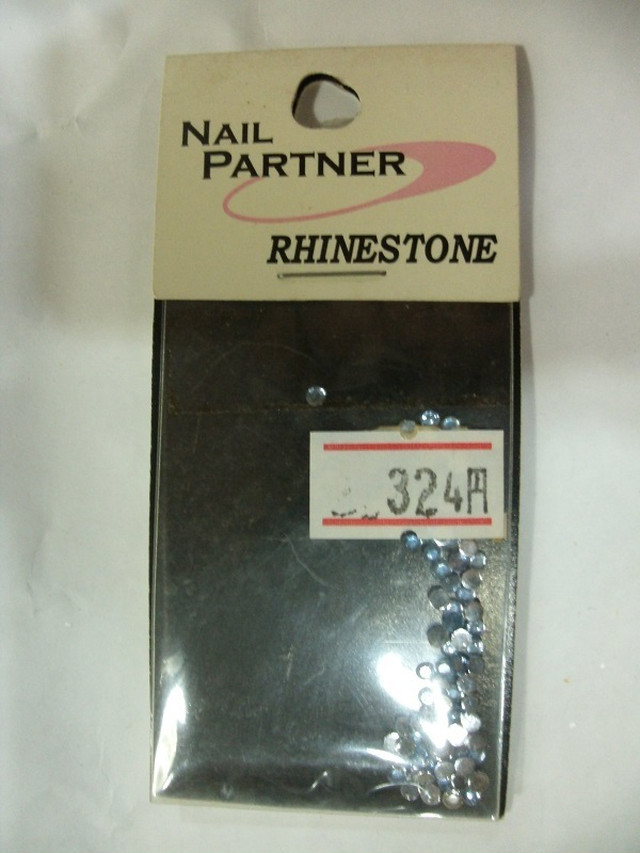 NAIL
PARTNER
RHINESTONE
324円